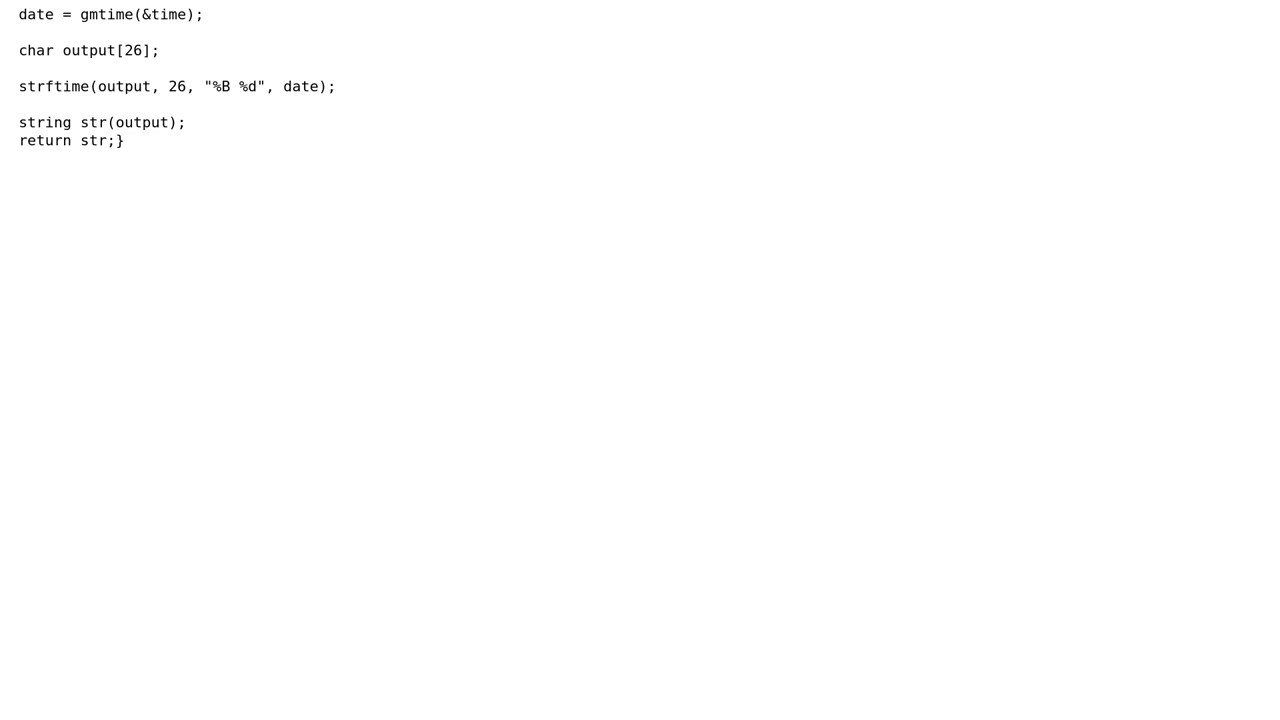 date = gmtime(&time);
char output[26];
strftime(output, 26, "%B %d", date);
string str(output);
return str;}